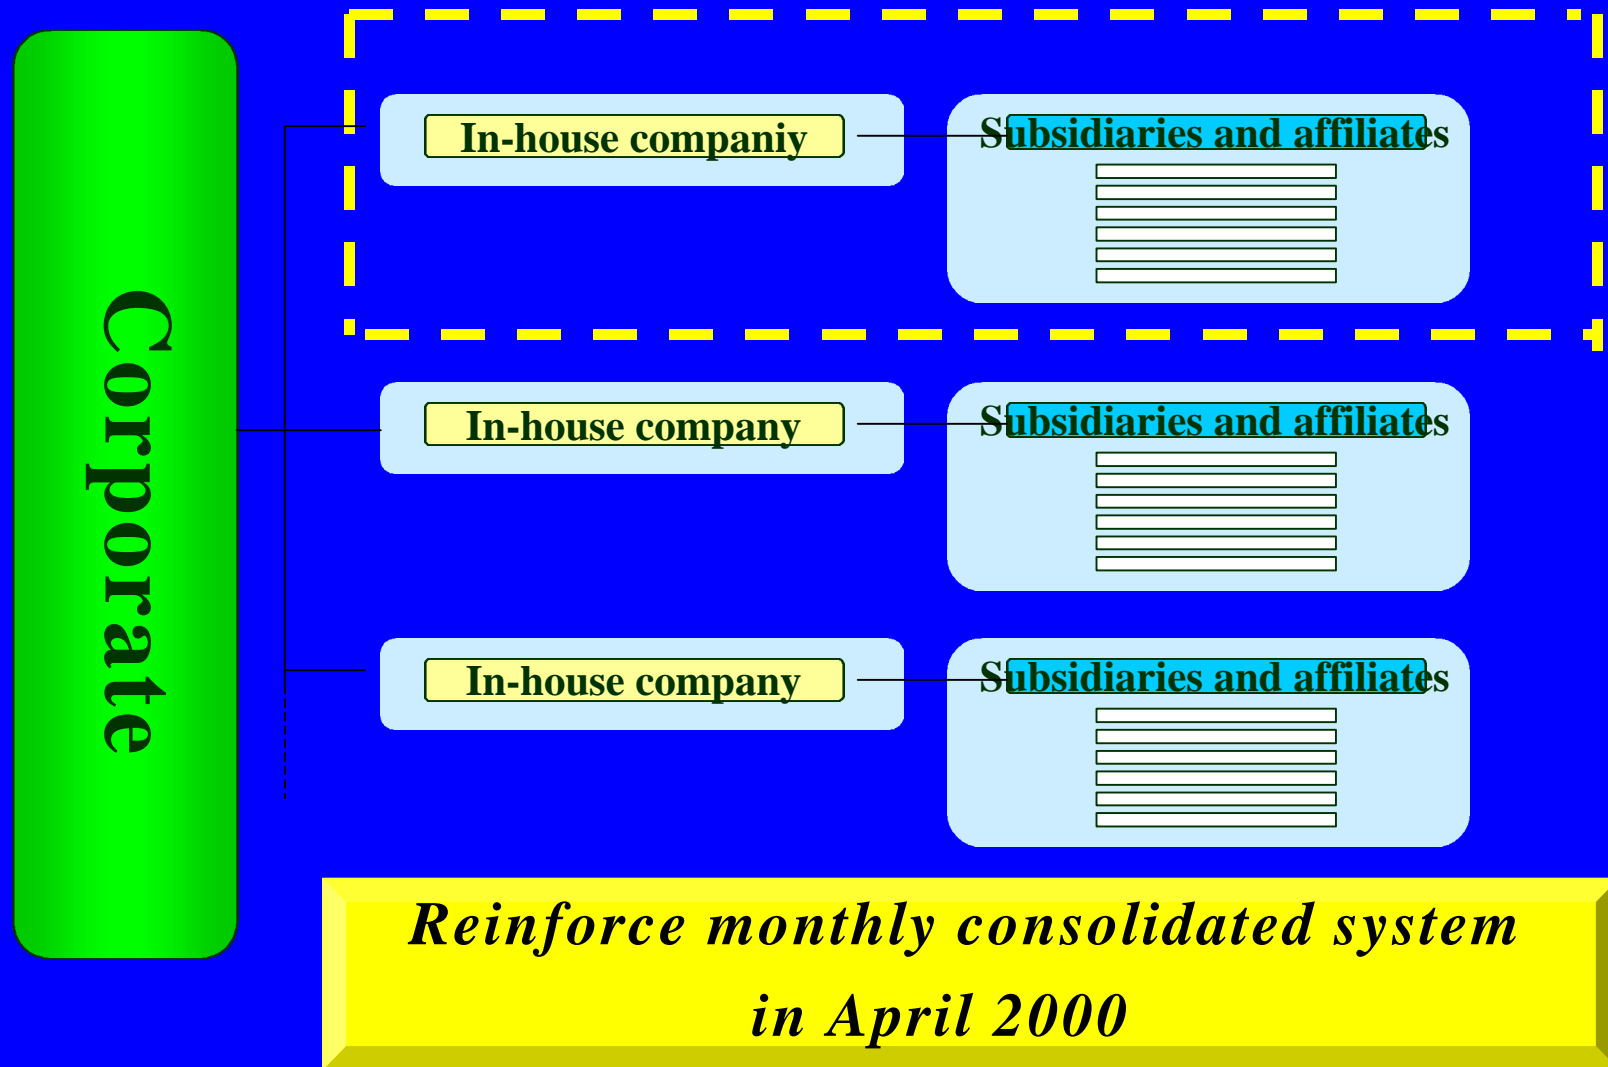 Corporate
In-house companiy
Subsidiaries and affiliates
In-house company
Subsidiaries and affiliates
In-house company
Subsidiaries and affiliates
Reinforce monthly consolidated system
in April 2000